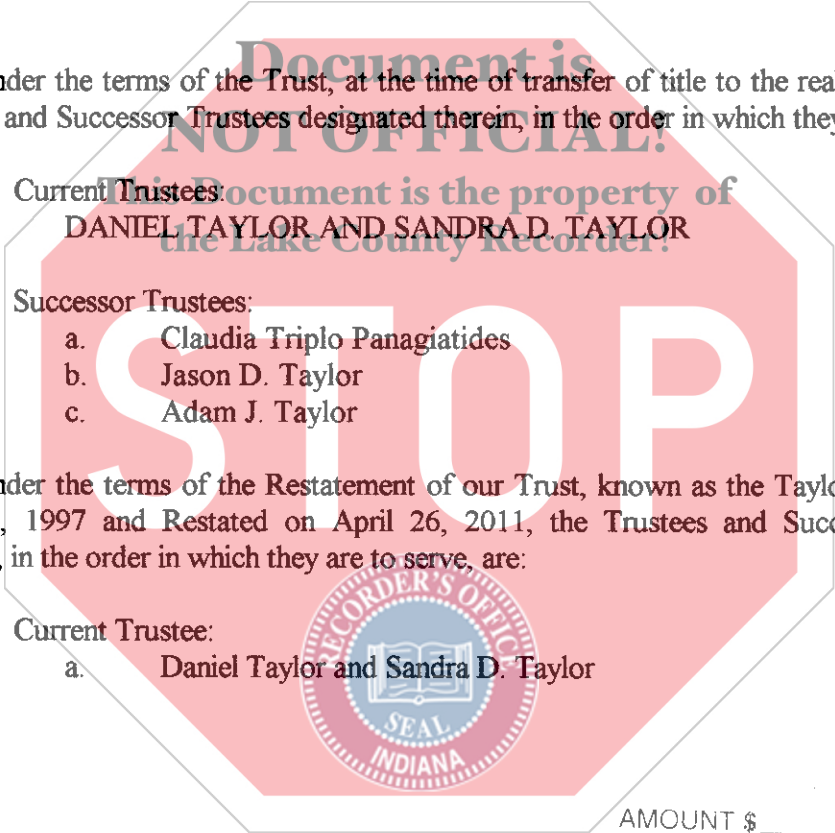 Document is
nder the terms of the Trust, at the time of transfer of title to the real
NOT OFFICIAL!
and Successor Trustees designated therein, in the order in which they
This Document is the property of
Current Trustees:
the Lake County Recorder!
DANIEL TAYLOR AND SANDRA D. TAYLOR
Successor Trustees:
a. Claudia Triplo Panagiatides
b. Jason D. Taylor
c. Adam J. Taylor
STOP
nder the terms of the Restatement of our Trust, known as the Taylo
, 1997 and Restated on April 26, 2011, the Trustees and Succ
, in the order in which they are to serve, are:
Current Trustee:
a. Daniel Taylor and Sandra D. Taylor
RECORDER'S OFFICE
SEAL
INDIANA
AMOUNT $